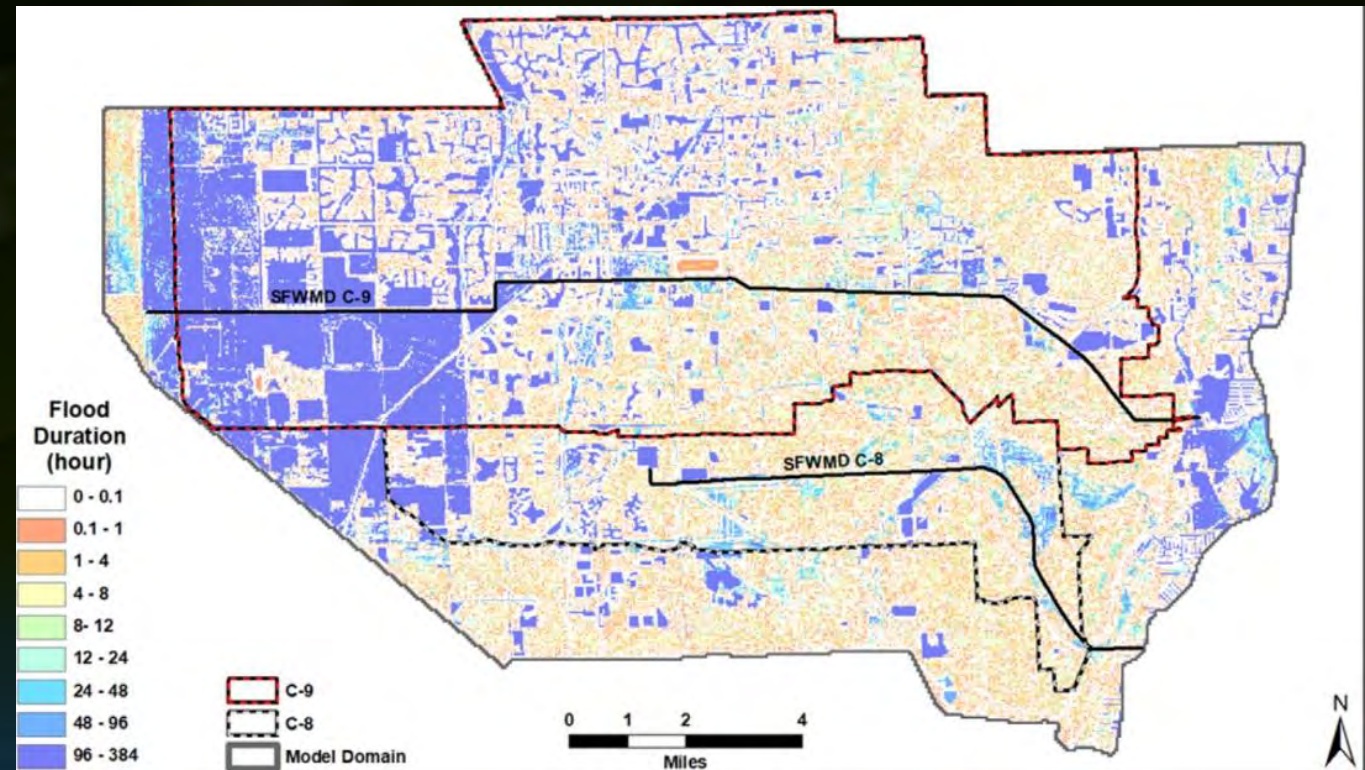 SFWMD C-9
SFWMD C-8
Flood
Duration
(hour)
0 - 0.1
0.1 - 1
1 - 4
4 - 8
8- 12
12 - 24
24 - 48
48 - 96
96 - 384
C-9
C-8
Model Domain
0 1 2 4
Miles
N